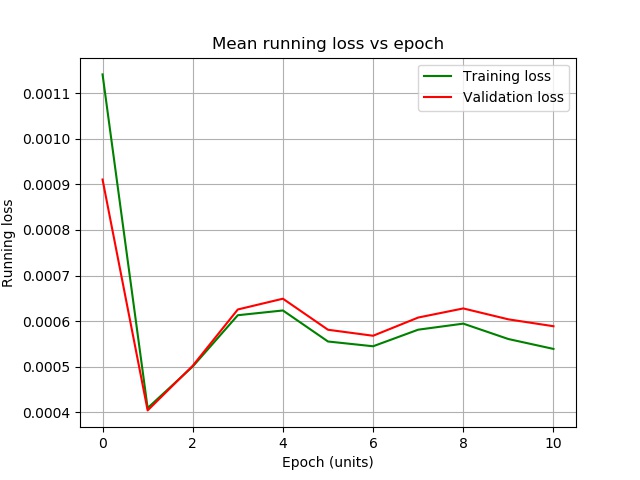 Mean running loss vs epoch
Training loss
Validation loss
0.0011
0.0010
0.0009
0.0008
0.0007
0.0006
0.0005
0.0004
Running loss
0 2 4 6 8 10
Epoch (units)